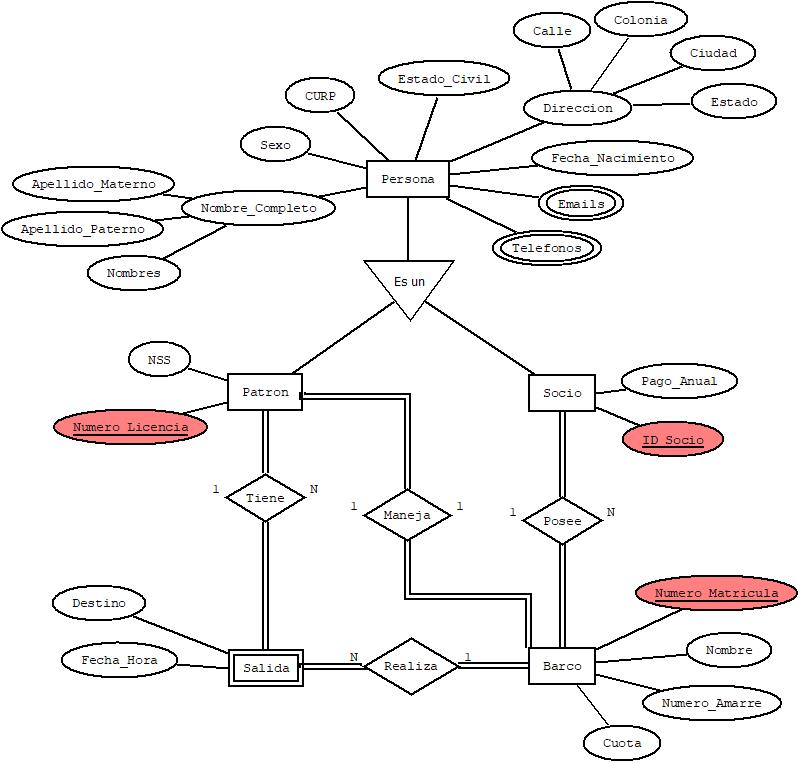 Colonia
Calle
Ciudad
Estado_Civil
CURP
Direccion
Estado
Sexo
Fecha_Nacimiento
Persona
Apellido_Materno
Nombre_Completo
Emails
Apellido_Paterno
Telefonos
Nombres
Es un
NSS
Patron
Socio
Pago_Anual
Numero Licencia
ID Socio
1 Tiene N
1 Maneja 1
1 Posee N
Destino
Numero Matricula
Nombre
Fecha_Hora
Salida
N Realiza 1
Barco
Numero_Amarre
Cuota